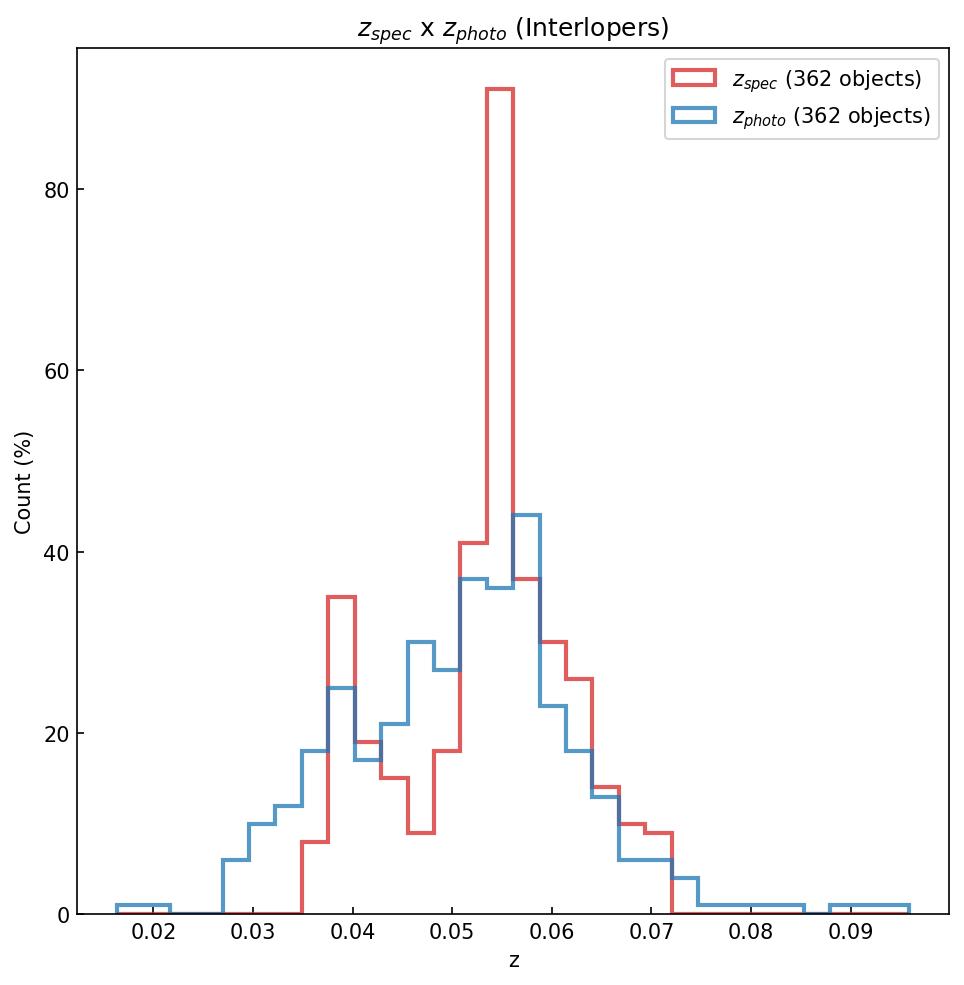 z_spec x z_photo (Interlopers)
z_spec (362 objects)
z_photo (362 objects)
Count (%)
80
60
40
20
0
0.02 0.03 0.04 0.05 0.06 0.07 0.08 0.09
z